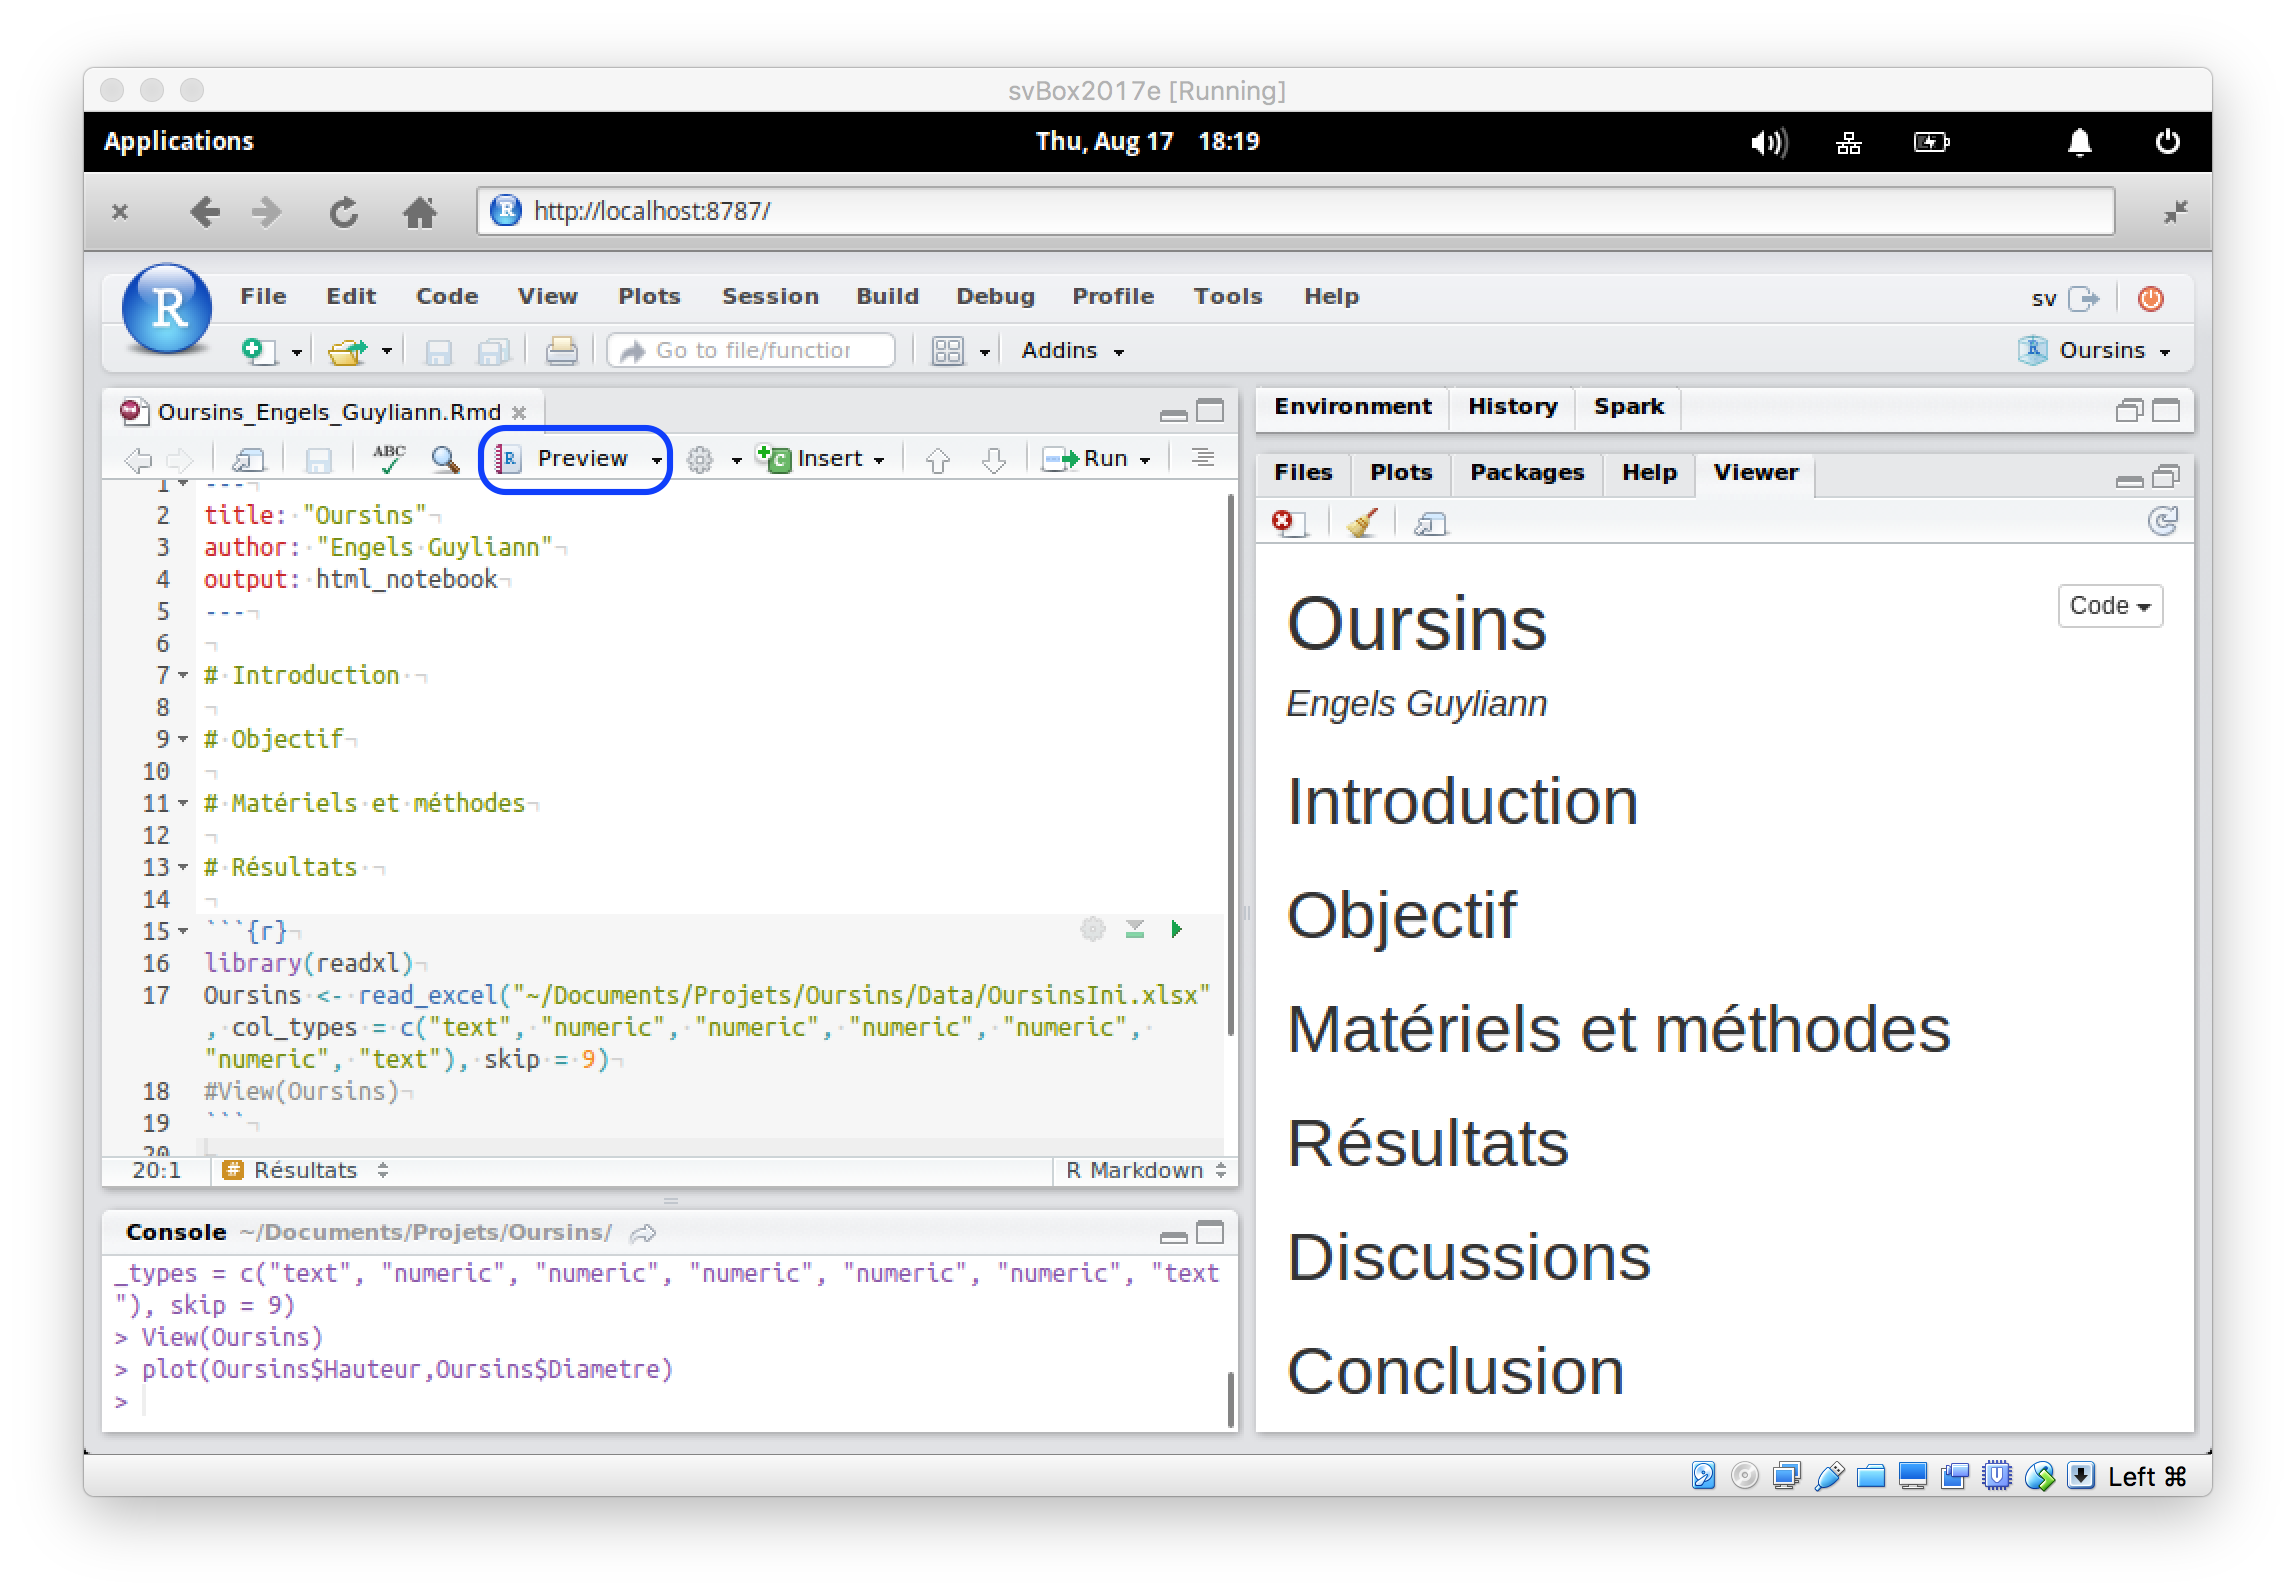 svBox2017e [Running]
Applications
Thu, Aug 17 18:19
http://localhost:8787/
R
File Edit Code View Plots Session Build Debug Profile Tools Help
sv
Go to file/function
Addins
Oursins
Oursins_Engels_Guyliann.Rmd
ABC
Preview
Insert
Run
1 ---
2 title: "Oursins"
3 author: "Engels Guyliann"
4 output: html_notebook
5 ---
6
7 # Introduction
8
9 # Objectif
10
11 # Matériels et méthodes
12
13 # Résultats
14
15 ```{r}
16 library(readxl)
17 Oursins <- read_excel("~/Documents/Projets/Oursins/Data/OursinsIni.xlsx"
, col_types = c("text", "numeric", "numeric", "numeric", "numeric",
"numeric", "text"), skip = 9)
18 #View(Oursins)
19 ```
20
20:1
# Résultats
R Markdown
Console ~/Documents/Projets/Oursins/
_types = c("text", "numeric", "numeric", "numeric", "numeric", "numeric", "text
"), skip = 9)
> View(Oursins)
> plot(Oursins$Hauteur,Oursins$Diametre)
>
Environment History Spark
Files Plots Packages Help Viewer
Oursins
Code
Engels Guyliann
Introduction
Objectif
Matériels et méthodes
Résultats
Discussions
Conclusion
Left ⌘